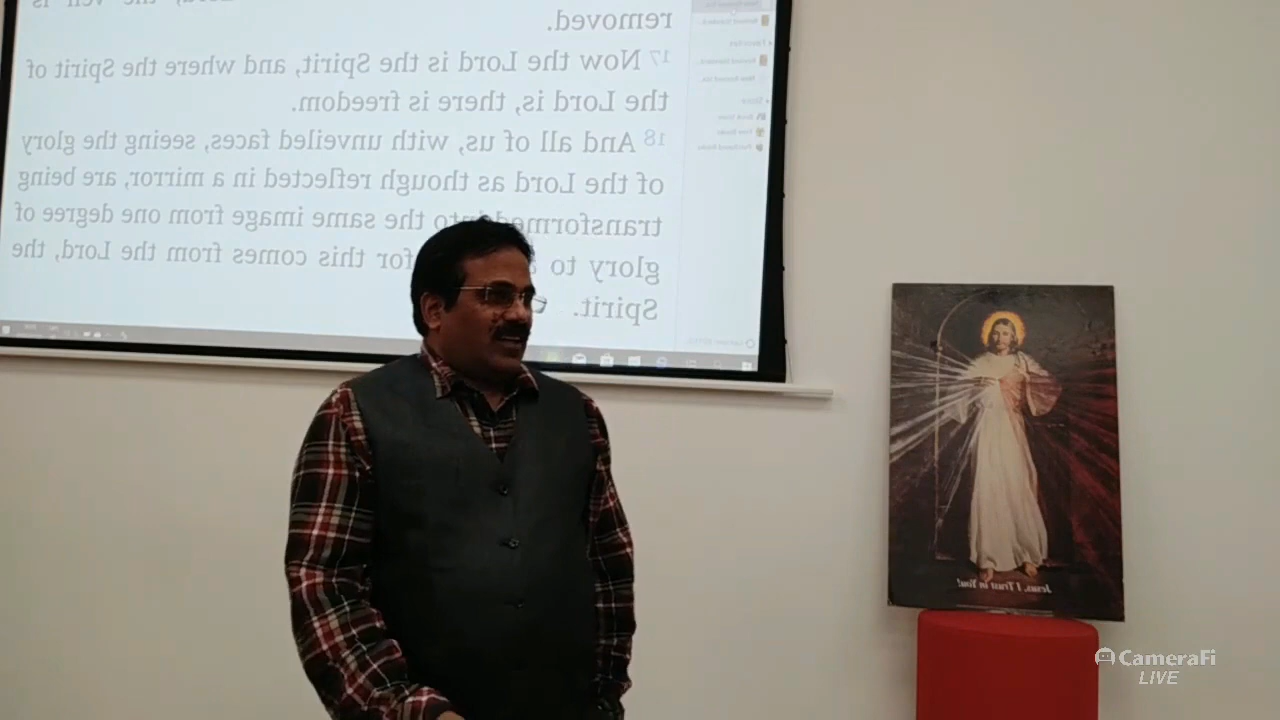 is
removed.
17 Now the Lord is the Spirit, and where the Spirit of
the Lord is, there is freedom.
18 And all of us, with unveiled faces, seeing the glory
of the Lord as though reflected in a mirror, are being
to the same image from one degree of
glory to for this comes from the Lord, the
Spirit.
Jesus, I Trust in You!
CameraFi
LIVE